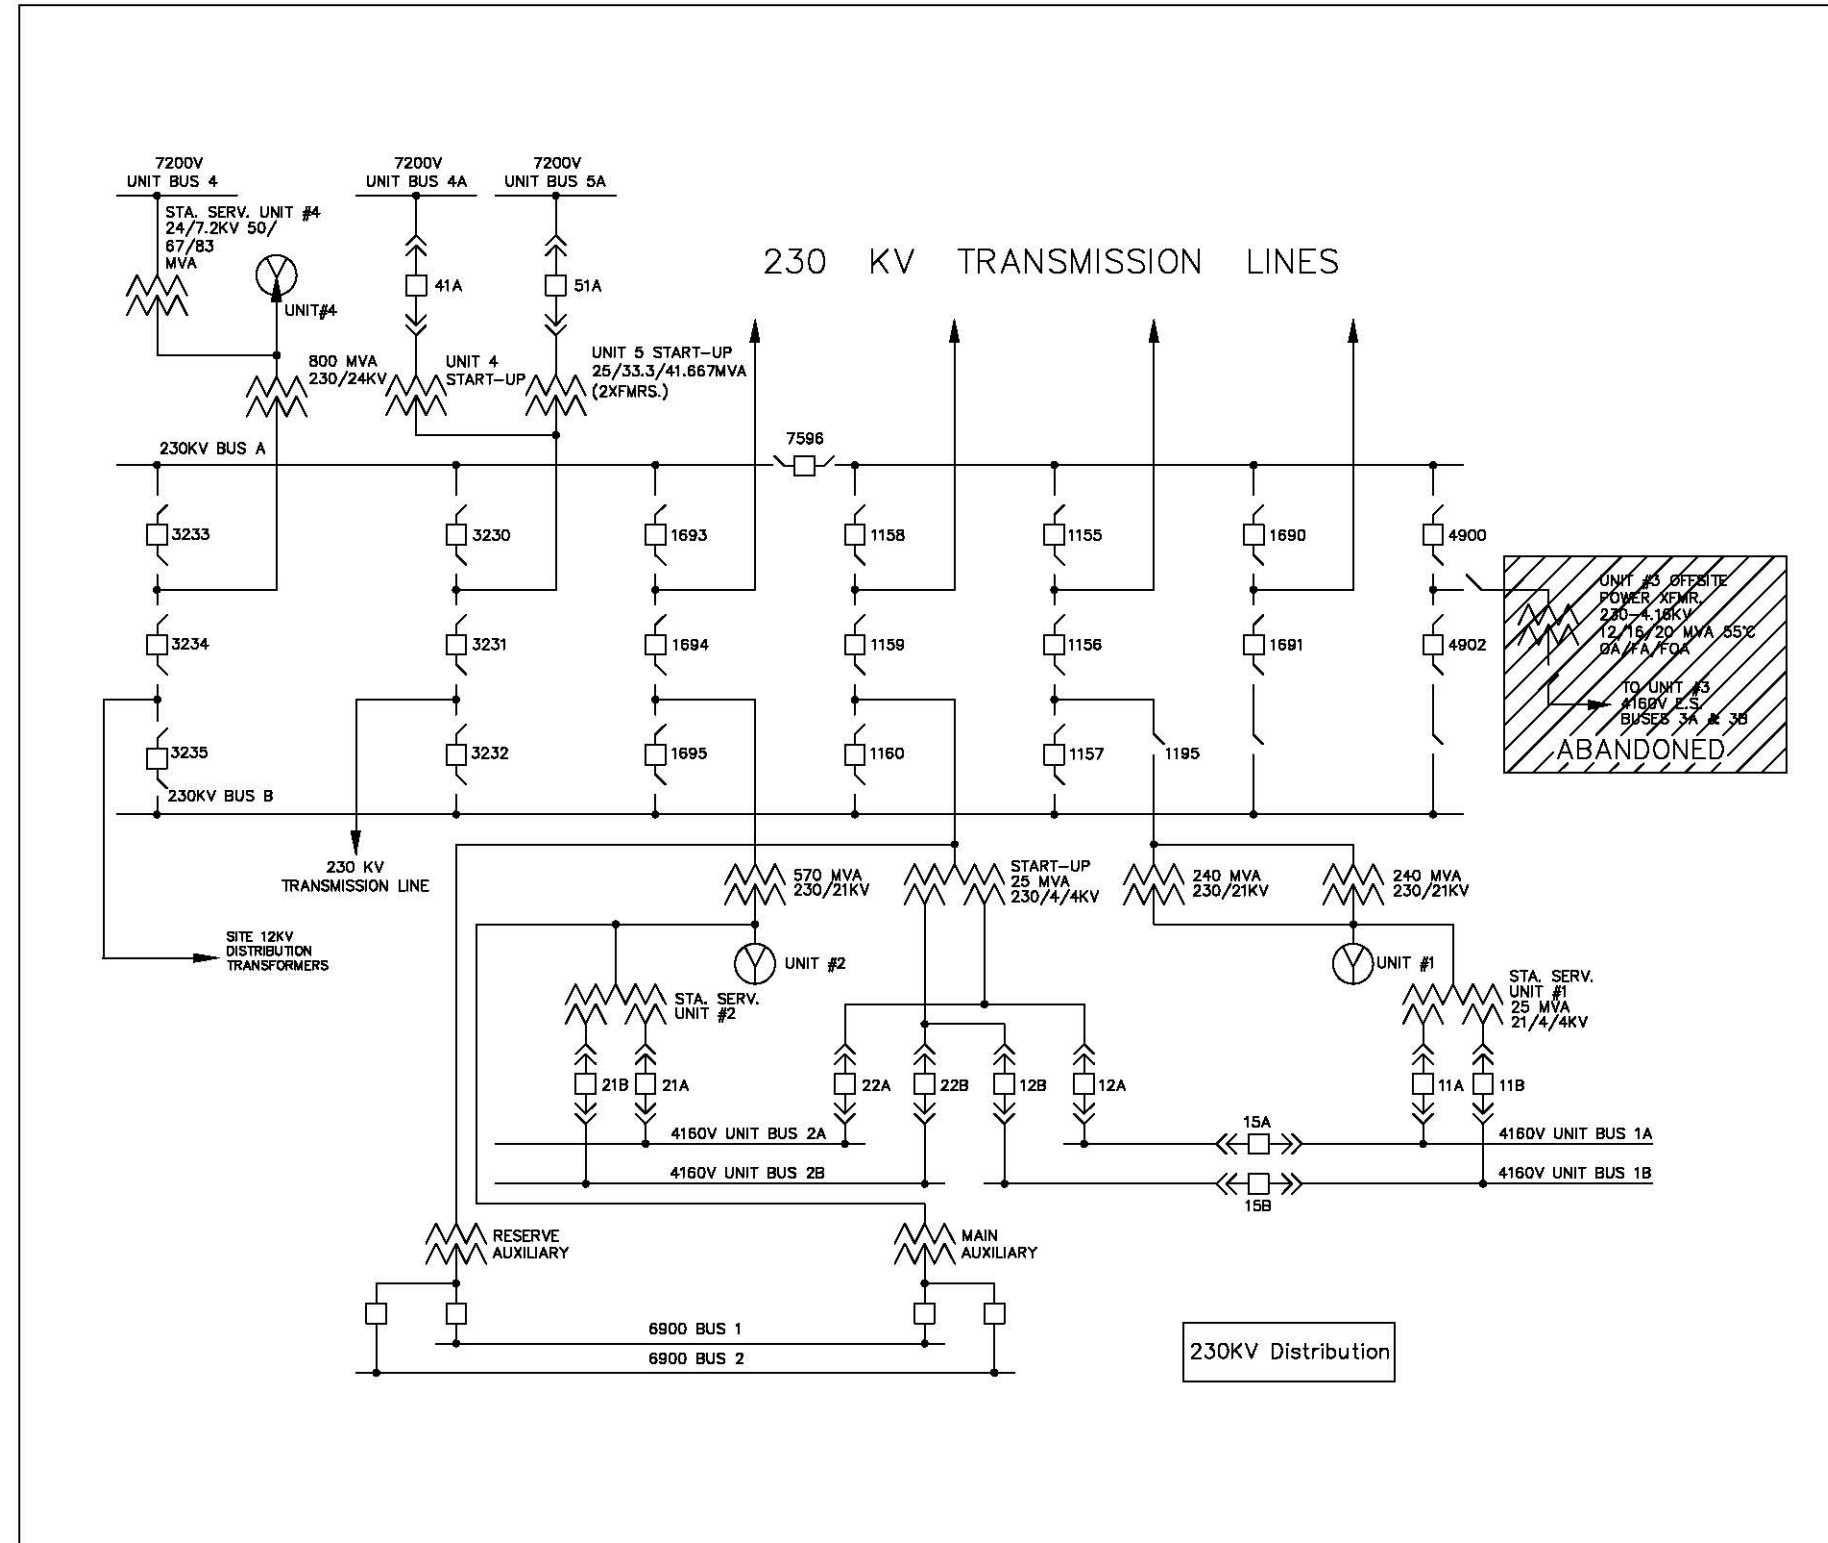 7200V
UNIT BUS 4
7200V
UNIT BUS 4A
7200V
UNIT BUS 5A
STA. SERV. UNIT #4
24/7.2KV 50/
67/83
MVA
UNIT#4
41A
51A
230 KV TRANSMISSION LINES
800 MVA
230/24KV
UNIT 4
START-UP
UNIT 5 START-UP
25/33.3/41.667MVA
(2XFMRS.)
7596
230KV BUS A
3233
3230
1693
1158
1155
1690
4900
UNIT #3 OFFSITE
POWER XFMR.
230-4.16KV
12/16/20 MVA 55°C
OA/FA/FOA
3234
3231
1694
1159
1156
1691
4902
TO UNIT #3
4160V E.S.
BUSES 3A & 3B
ABANDONED
3235
3232
1695
1160
1157
1195
230KV BUS B
230 KV
TRANSMISSION LINE
570 MVA
230/21KV
START-UP
25 MVA
230/4/4KV
240 MVA
230/21KV
240 MVA
230/21KV
SITE 12KV
DISTRIBUTION
TRANSFORMERS
UNIT #2
UNIT #1
STA. SERV.
UNIT #2
STA. SERV.
UNIT #1
25 MVA
21/4/4KV
21B
21A
22A
22B
12B
12A
11A
11B
15A
4160V UNIT BUS 2A
4160V UNIT BUS 1A
4160V UNIT BUS 2B
4160V UNIT BUS 1B
15B
RESERVE
AUXILIARY
MAIN
AUXILIARY
6900 BUS 1
6900 BUS 2
230KV Distribution